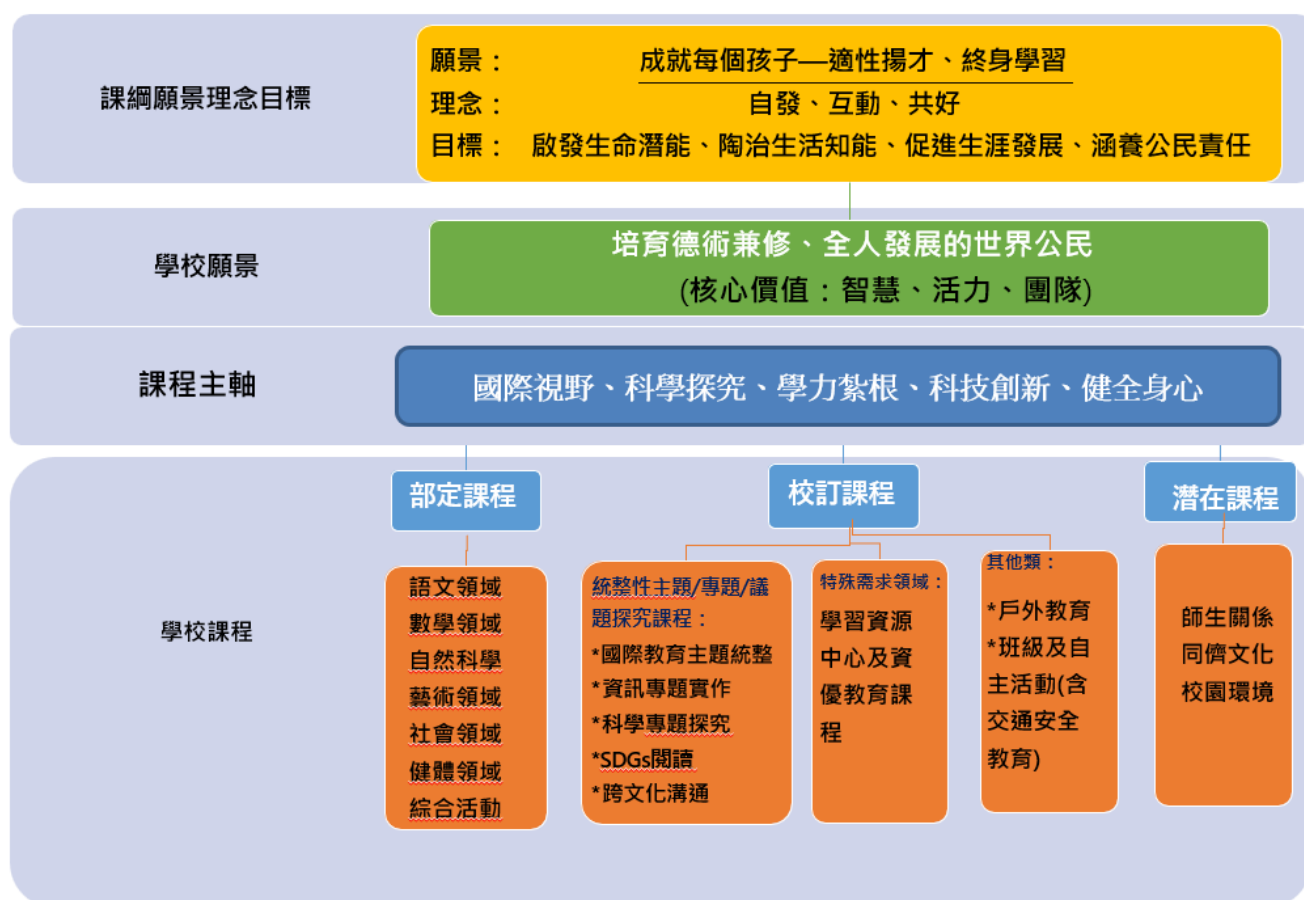 課綱願景理念目標
願景： 成就每個孩子—適性揚才、終身學習
理念： 自發、互動、共好
目標： 啟發生命潛能、陶治生活知能、促進生涯發展、涵養公民責任
學校願景
培育德術兼修、全人發展的世界公民
(核心價值：智慧、活力、團隊)
課程主軸
國際視野、科學探究、學力紮根、科技創新、健全身心
學校課程
部定課程
語文領域
數學領域
自然科學
藝術領域
社會領域
健體領域
綜合活動
校訂課程
統整性主題/專題/議
題探究課程：
*國際教育主題統整
*資訊專題實作
*科學專題探究
*SDGs閱讀
*跨文化溝通
特殊需求領域：
學習資源
中心及資
優教育課
程
其他類：
*戶外教育
*班級及自
主活動(含
交通安全
教育)
潛在課程
師生關係
同儕文化
校園環境